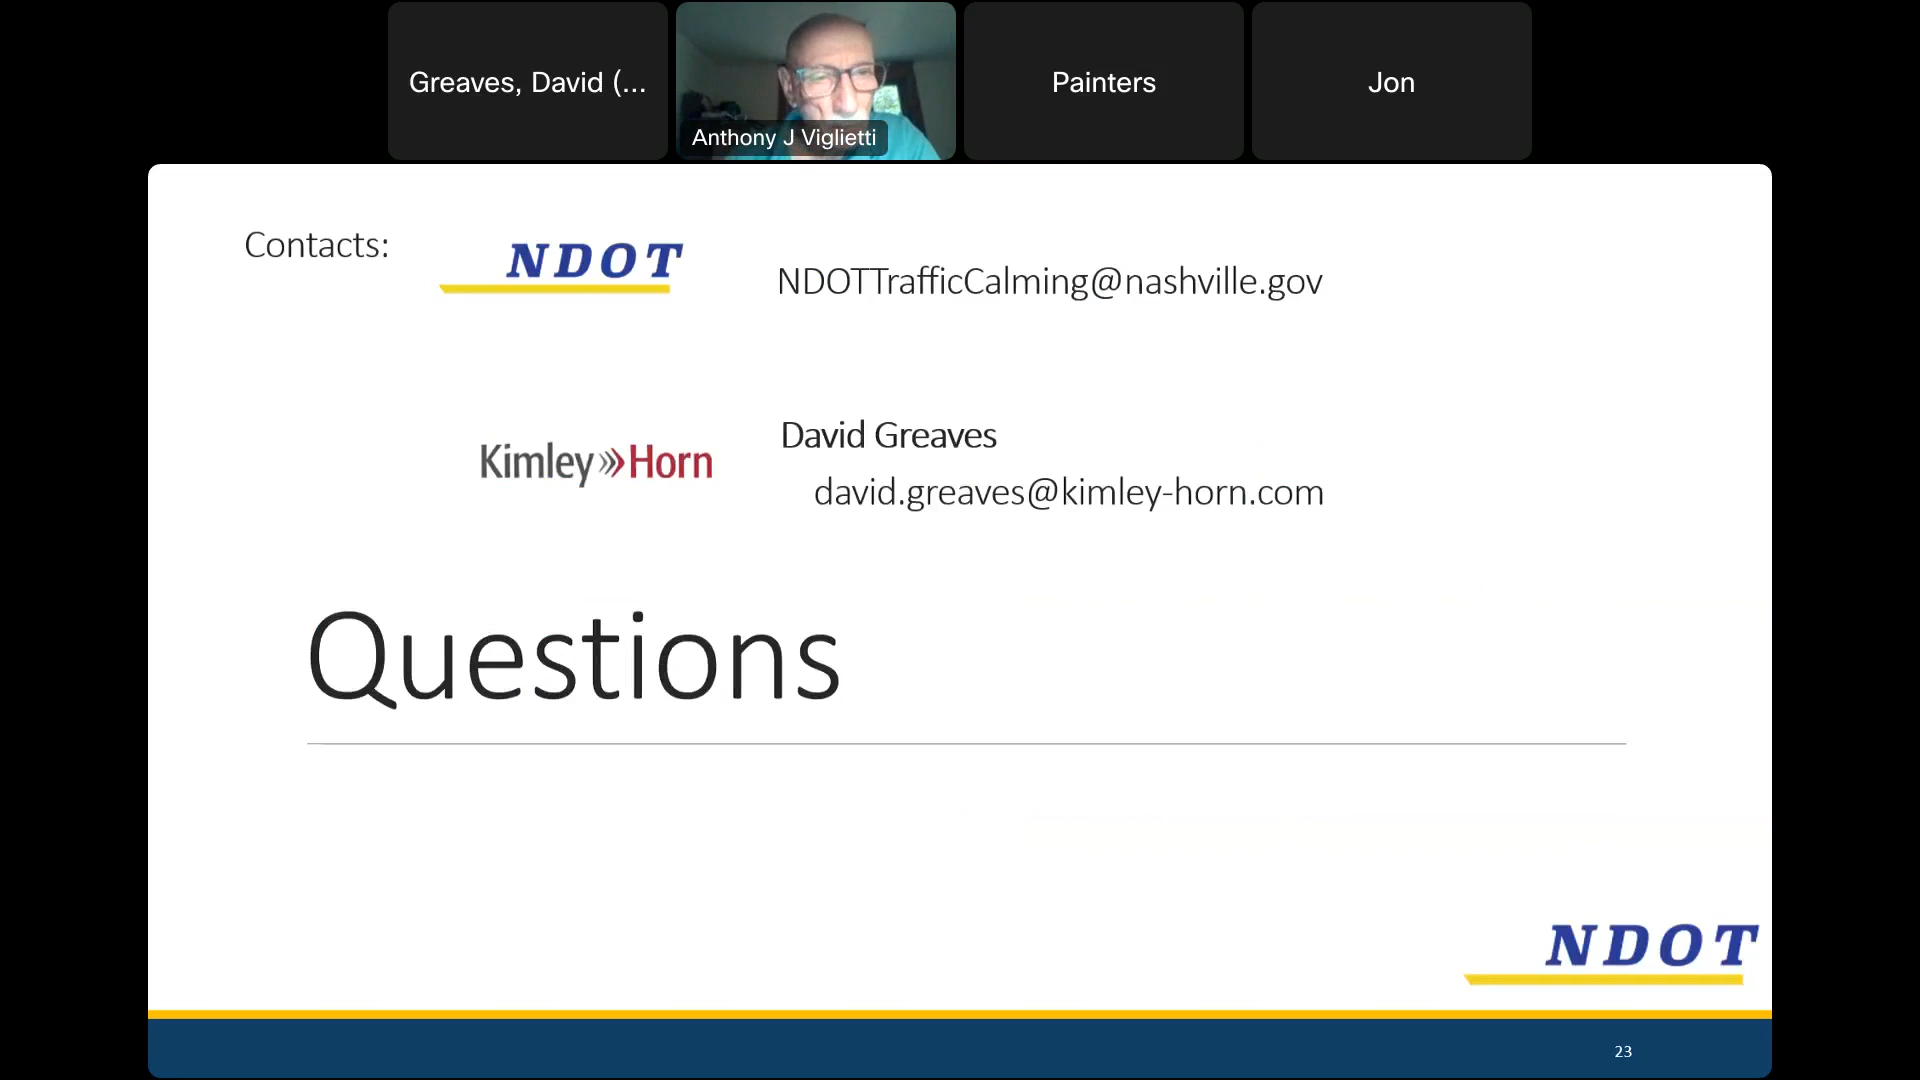 Greaves, David (...
Anthony J Viglietti
Painters
Jon
Contacts:
NDOT
NDOTTrafficCalming@nashville.gov
Kimley»Horn
David Greaves
david.greaves@kimley-horn.com
Questions
NDOT
23